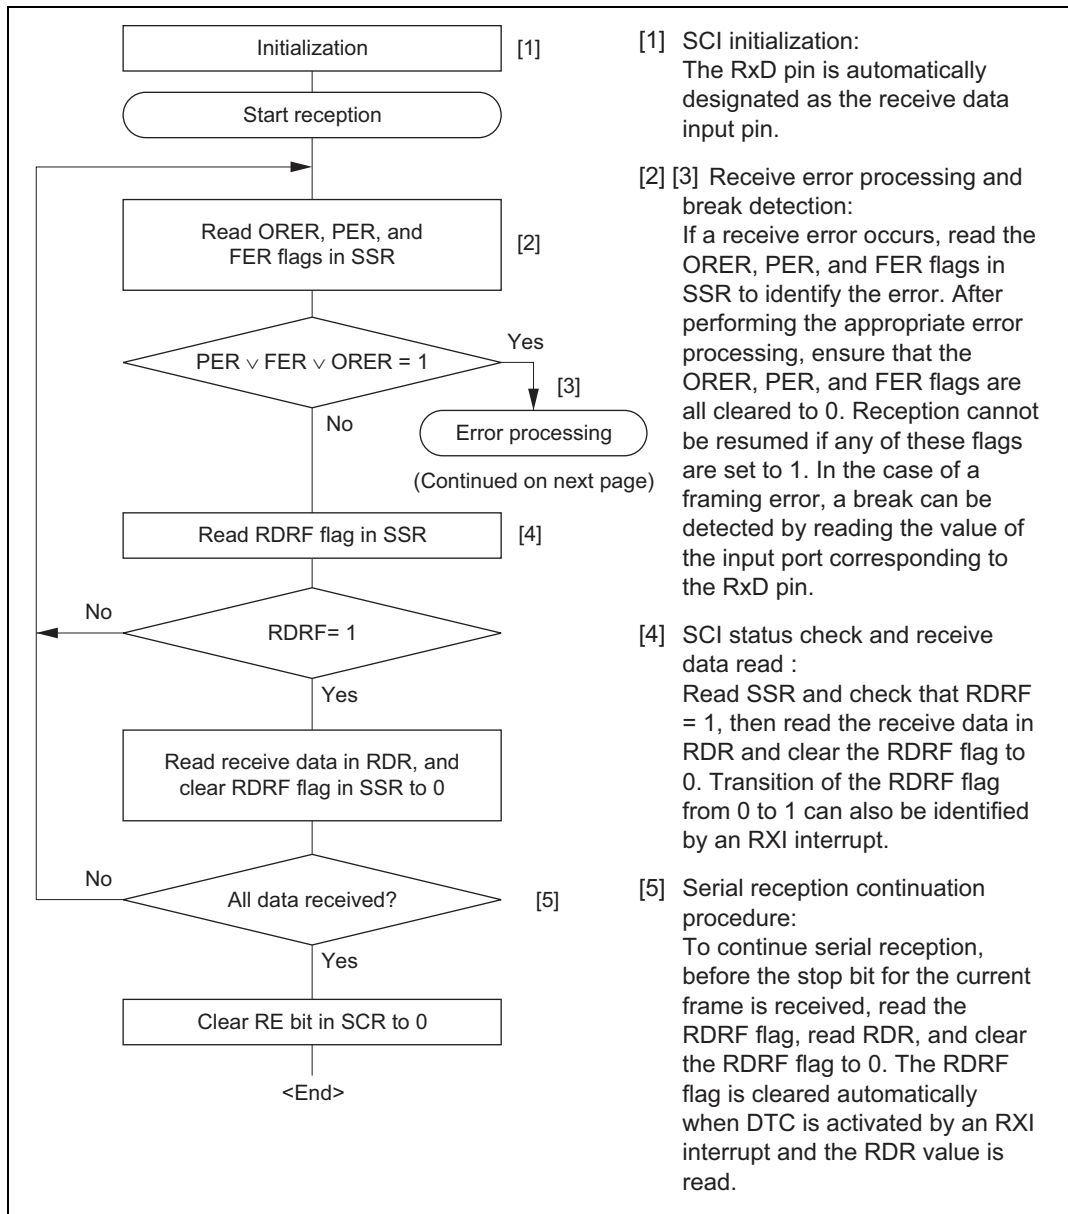 Initialization [1]
Start reception
Read ORER, PER, and
FER flags in SSR
[2]
PER ∨ FER ∨ ORER = 1
Yes
[3]
No
Error processing
(Continued on next page)
Read RDRF flag in SSR [4]
No
RDRF= 1
Yes
Read receive data in RDR, and
clear RDRF flag in SSR to 0
No
All data received? [5]
Yes
Clear RE bit in SCR to 0
<End>
[1] SCI initialization:
The RxD pin is automatically
designated as the receive data
input pin.
[2] [3] Receive error processing and
break detection:
If a receive error occurs, read the
ORER, PER, and FER flags in
SSR to identify the error. After
performing the appropriate error
processing, ensure that the
ORER, PER, and FER flags are
all cleared to 0. Reception cannot
be resumed if any of these flags
are set to 1. In the case of a
framing error, a break can be
detected by reading the value of
the input port corresponding to
the RxD pin.
[4] SCI status check and receive
data read :
Read SSR and check that RDRF
= 1, then read the receive data in
RDR and clear the RDRF flag to
0. Transition of the RDRF flag
from 0 to 1 can also be identified
by an RXI interrupt.
[5] Serial reception continuation
procedure:
To continue serial reception,
before the stop bit for the current
frame is received, read the
RDRF flag, read RDR, and clear
the RDRF flag to 0. The RDRF
flag is cleared automatically
when DTC is activated by an RXI
interrupt and the RDR value is
read.